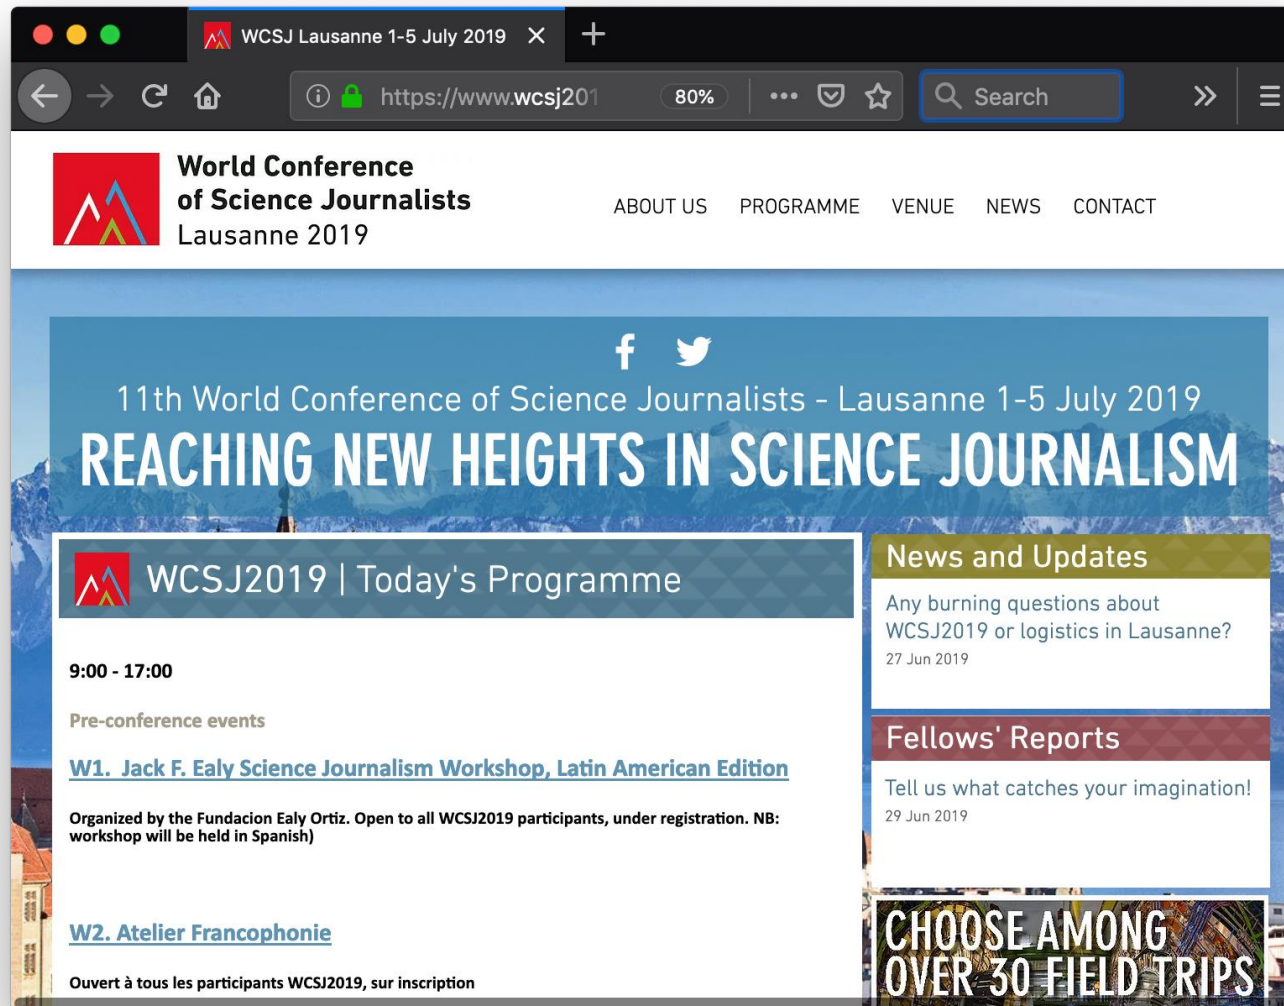 WCSJ Lausanne 1-5 July 2019
https://www.wcsj201
80%
Search
World Conference
of Science Journalists
Lausanne 2019
ABOUT US PROGRAMME VENUE NEWS CONTACT
11th World Conference of Science Journalists - Lausanne 1-5 July 2019
REACHING NEW HEIGHTS IN SCIENCE JOURNALISM
WCSJ2019 | Today's Programme
9:00 - 17:00
Pre-conference events
W1. Jack F. Ealy Science Journalism Workshop, Latin American Edition
Organized by the Fundacion Ealy Ortiz. Open to all WCSJ2019 participants, under registration. NB:
workshop will be held in Spanish)
W2. Atelier Francophonie
Ouvert à tous les participants WCSJ2019, sur inscription
News and Updates
Any burning questions about
WCSJ2019 or logistics in Lausanne?
27 Jun 2019
Fellows' Reports
Tell us what catches your imagination!
29 Jun 2019
CHOOSE AMONG
OVER 30 FIELD TRIPS